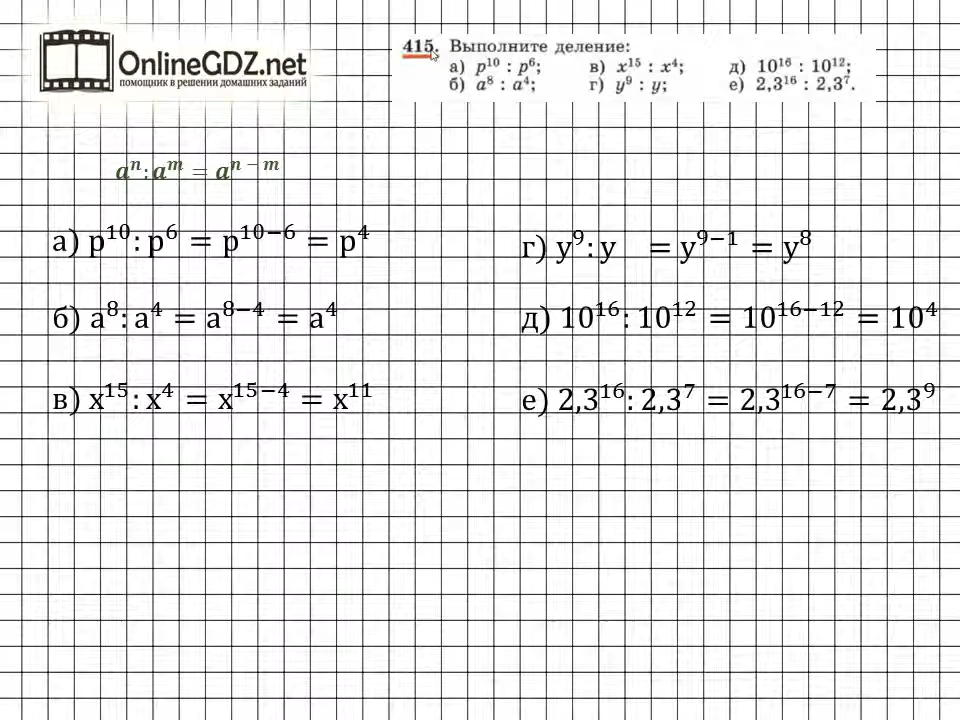 OnlineGDZ.net
помощник в решении домашних заданий
415. Выполните деление:
а) p¹⁰ : p⁶; в) x¹⁵ : x⁴; д) 10¹⁶ : 10¹²;
б) a⁸ : a⁴; г) y⁹ : y; е) 2,3¹⁶ : 2,3⁷.
aⁿ:aᵐ = aⁿ⁻ᵐ
а) p¹⁰:p⁶ = p¹⁰⁻⁶ = p⁴
б) a⁸:a⁴ = a⁸⁻⁴ = a⁴
в) x¹⁵:x⁴ = x¹⁵⁻⁴ = x¹¹
г) y⁹:y = y⁹⁻¹ = y⁸
д) 10¹⁶:10¹² = 10¹⁶⁻¹² = 10⁴
е) 2,3¹⁶:2,3⁷ = 2,3¹⁶⁻⁷ = 2,3⁹